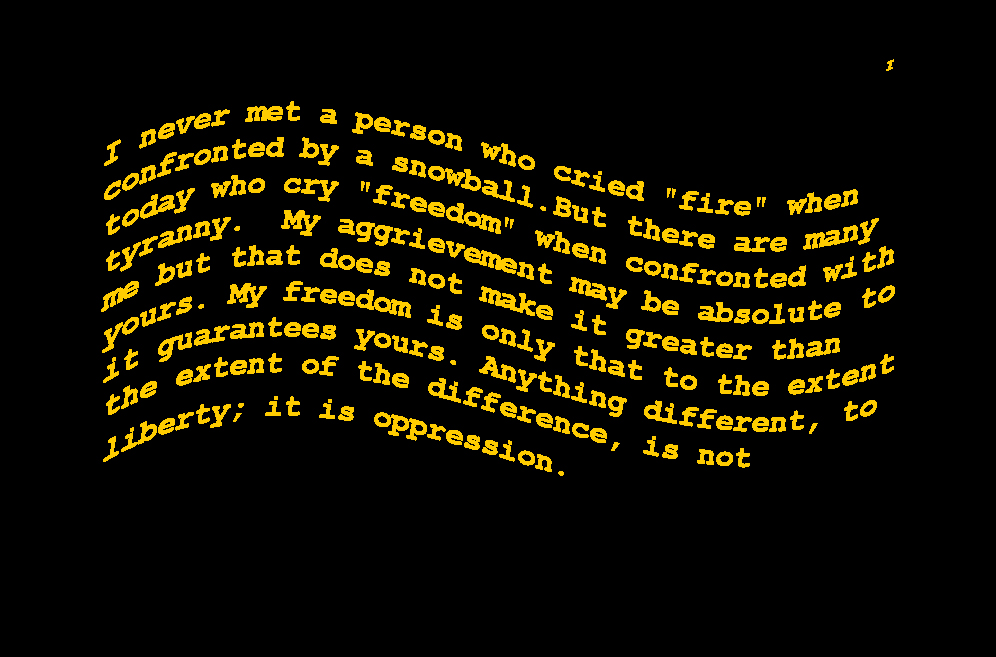 1
I never met a person who cried "fire" when
confronted by a snowball.But there are many
today who cry "freedom" when confronted with
tyranny.  My aggrievement may be absolute to
me but that does not make it greater than
yours. My freedom is only that to the extent
it guarantees yours. Anything different, to
the extent of the difference, is not
liberty; it is oppression.